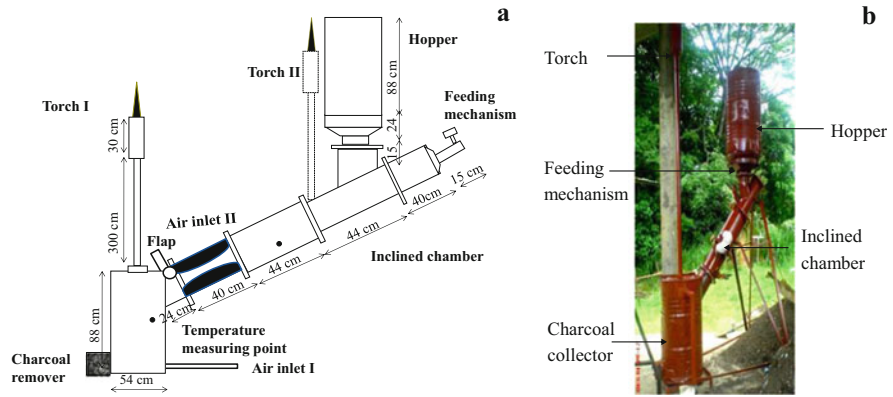 a
Hopper
Torch II
88 cm
Feeding
mechanism
24
15
Torch I
30 cm
300 cm
Air inlet II
Flap
15 cm
40cm
44 cm
44 cm
40 cm
24 cm
Inclined chamber
88 cm
Temperature
measuring point
Charcoal
remover
54 cm
Air inlet I
b
Torch
Hopper
Feeding
mechanism
Inclined
chamber
Charcoal
collector